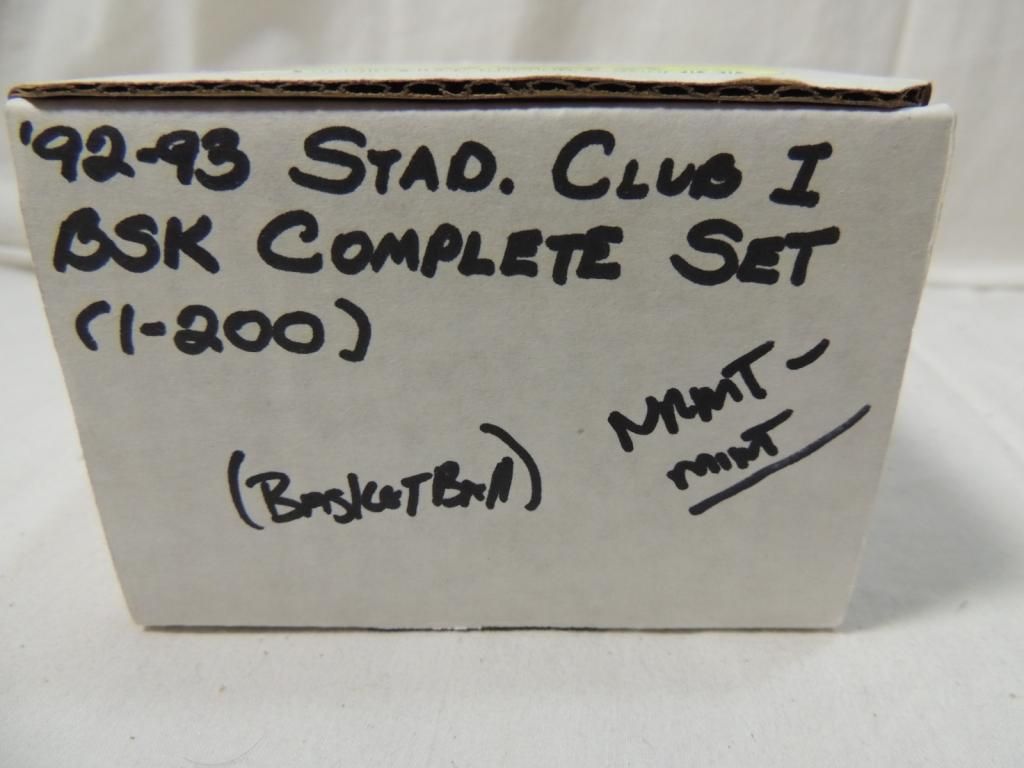 '92-93 STAD. CLUB I
BSK COMPLETE SET
(1-200)
(BASKETBALL)
NRMT-
MINT